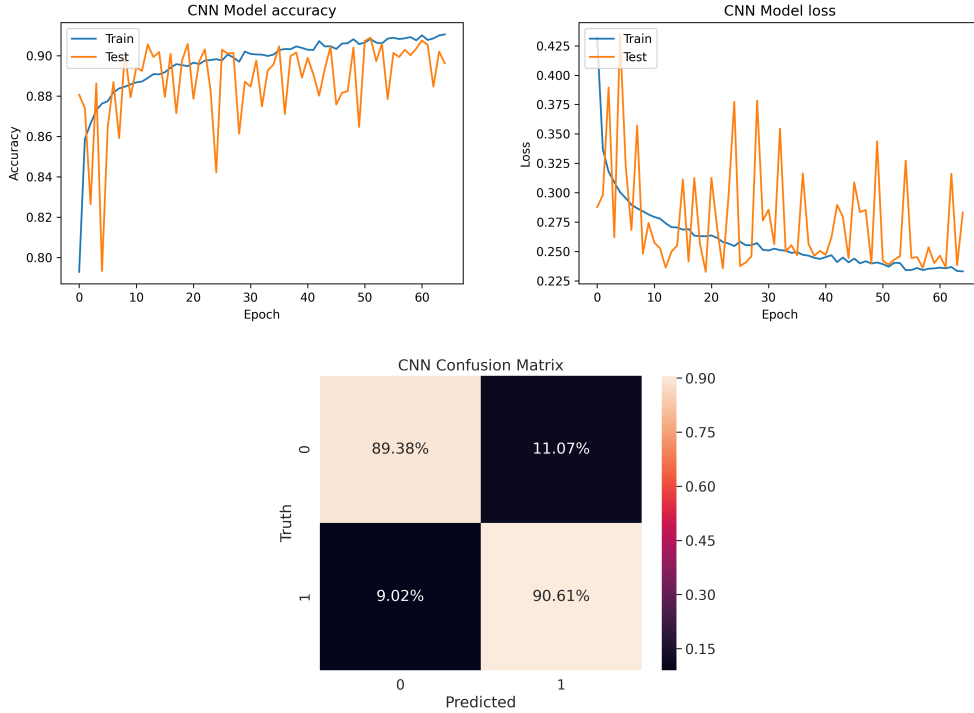 CNN Model accuracy
Train
Test
0.90
0.88
0.86
0.84
0.82
0.80
Accuracy
0 10 20 30 40 50 60
Epoch
CNN Model loss
Train
Test
0.425
0.400
0.375
0.350
0.325
0.300
0.275
0.250
0.225
Loss
0 10 20 30 40 50 60
Epoch
CNN Confusion Matrix
0 89.38% 11.07%
1 9.02% 90.61%
Truth
0 1
Predicted
0.90
0.75
0.60
0.45
0.30
0.15